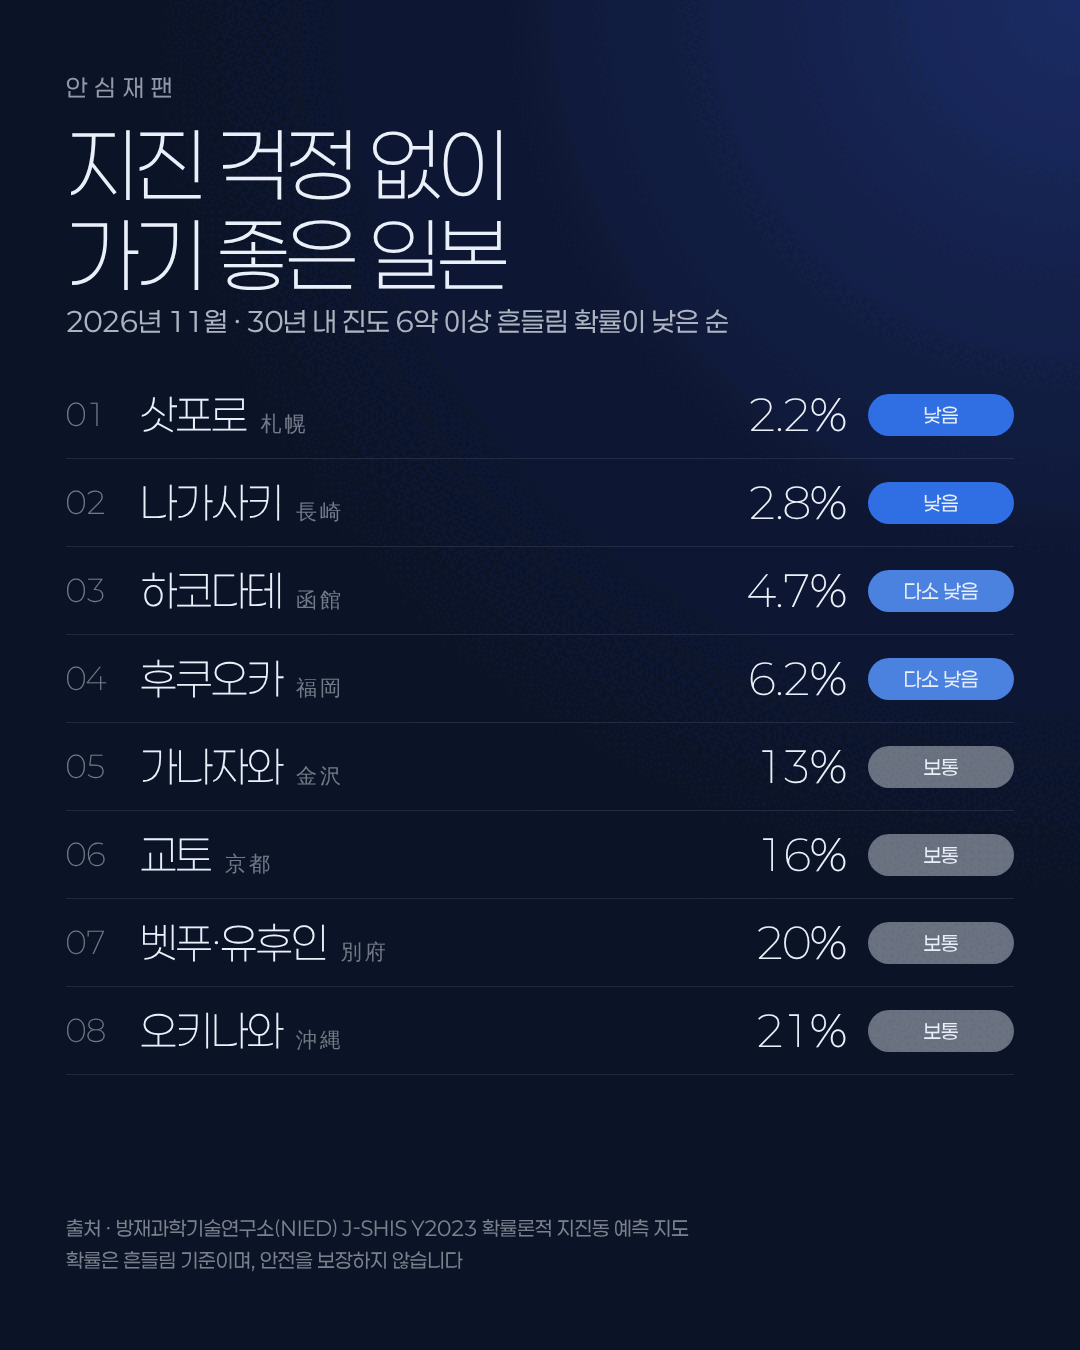 안심재팬
지진 걱정 없이
가기 좋은 일본
2026년 11월 · 30년 내 진도 6약 이상 흔들림 확률이 낮은 순
01 삿포로 札幌 2.2% 낮음
02 나가사키 長崎 2.8% 낮음
03 하코다테 函館 4.7% 다소 낮음
04 후쿠오카 福岡 6.2% 다소 낮음
05 가나자와 金沢 13% 보통
06 교토 京都 16% 보통
07 벳푸·유후인 別府 20% 보통
08 오키나와 沖縄 21% 보통
출처 · 방재과학기술연구소(NIED) J-SHIS Y2023 확률론적 지진동 예측 지도
확률은 흔들림 기준이며, 안전을 보장하지 않습니다